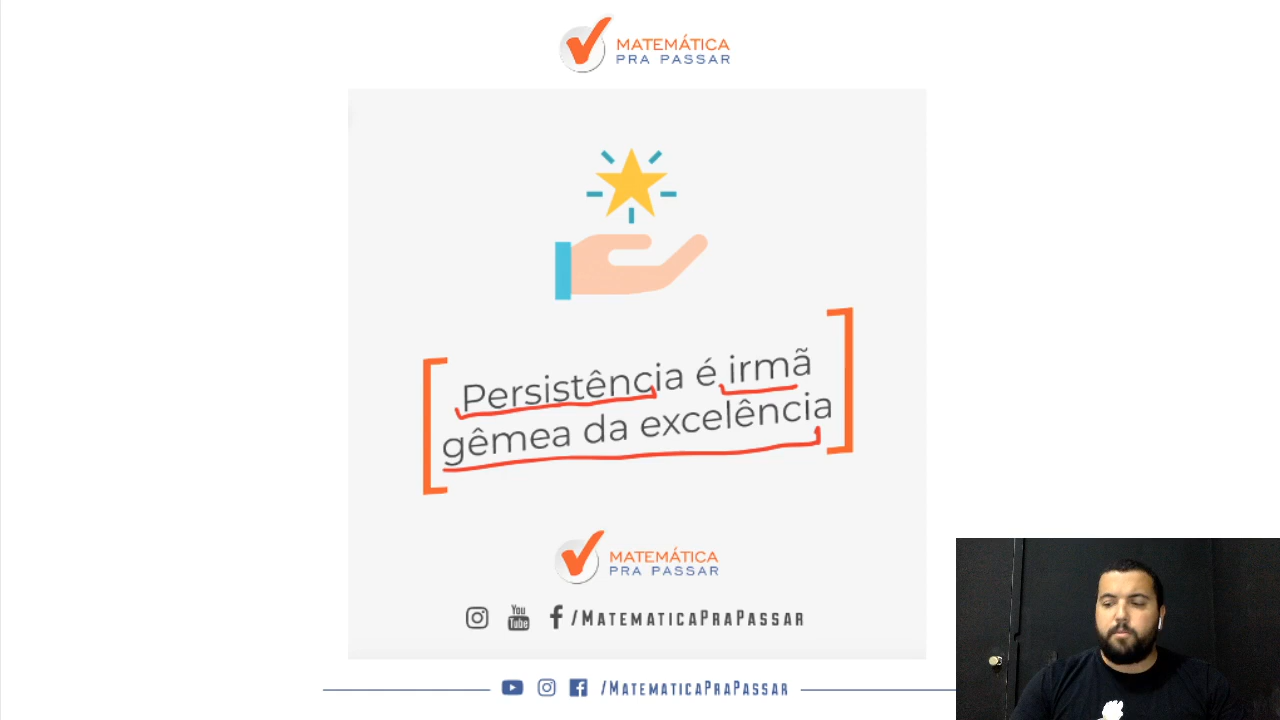 MATEMÁTICA
PRA PASSAR
Persistência é irmã
gêmea da excelência
MATEMÁTICA
PRA PASSAR
You
Tube
/MATEMATICAPRAPASSAR
/MATEMATICAPRAPASSAR